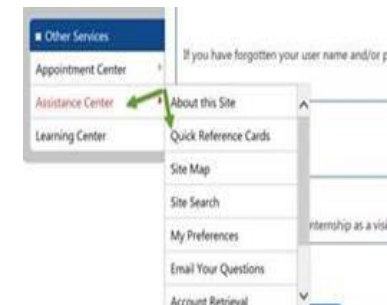 Other Services
Appointment Center
Assistance Center
Learning Center
About this Site
Quick Reference Cards
Site Map
Site Search
My Preferences
Email Your Questions
Account Retrieval
If you have forgotten your user name and/or p
nternship as a visi